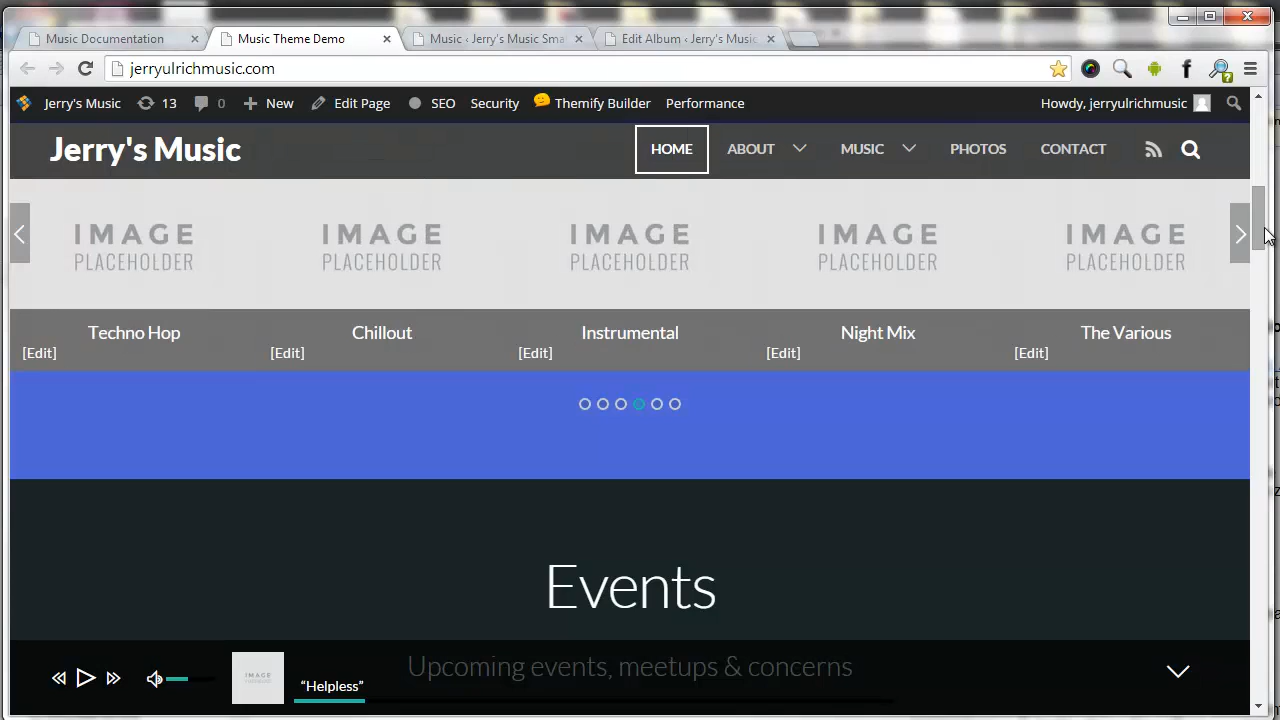 Music Documentation
Music Theme Demo
Music ‹ Jerry's Music Sma
Edit Album ‹ Jerry's Music
jerryulrichmusic.com
Jerry's Music
13
0
New
Edit Page
SEO
Security
Themify Builder
Performance
Howdy, jerryulrichmusic
Jerry's Music
HOME
ABOUT
MUSIC
PHOTOS
CONTACT
IMAGE
PLACEHOLDER
IMAGE
PLACEHOLDER
IMAGE
PLACEHOLDER
IMAGE
PLACEHOLDER
IMAGE
PLACEHOLDER
Techno Hop
Chillout
Instrumental
Night Mix
The Various
[Edit]
[Edit]
[Edit]
[Edit]
[Edit]
Events
Upcoming events, meetups & concerns
IMAGE
“Helpless”